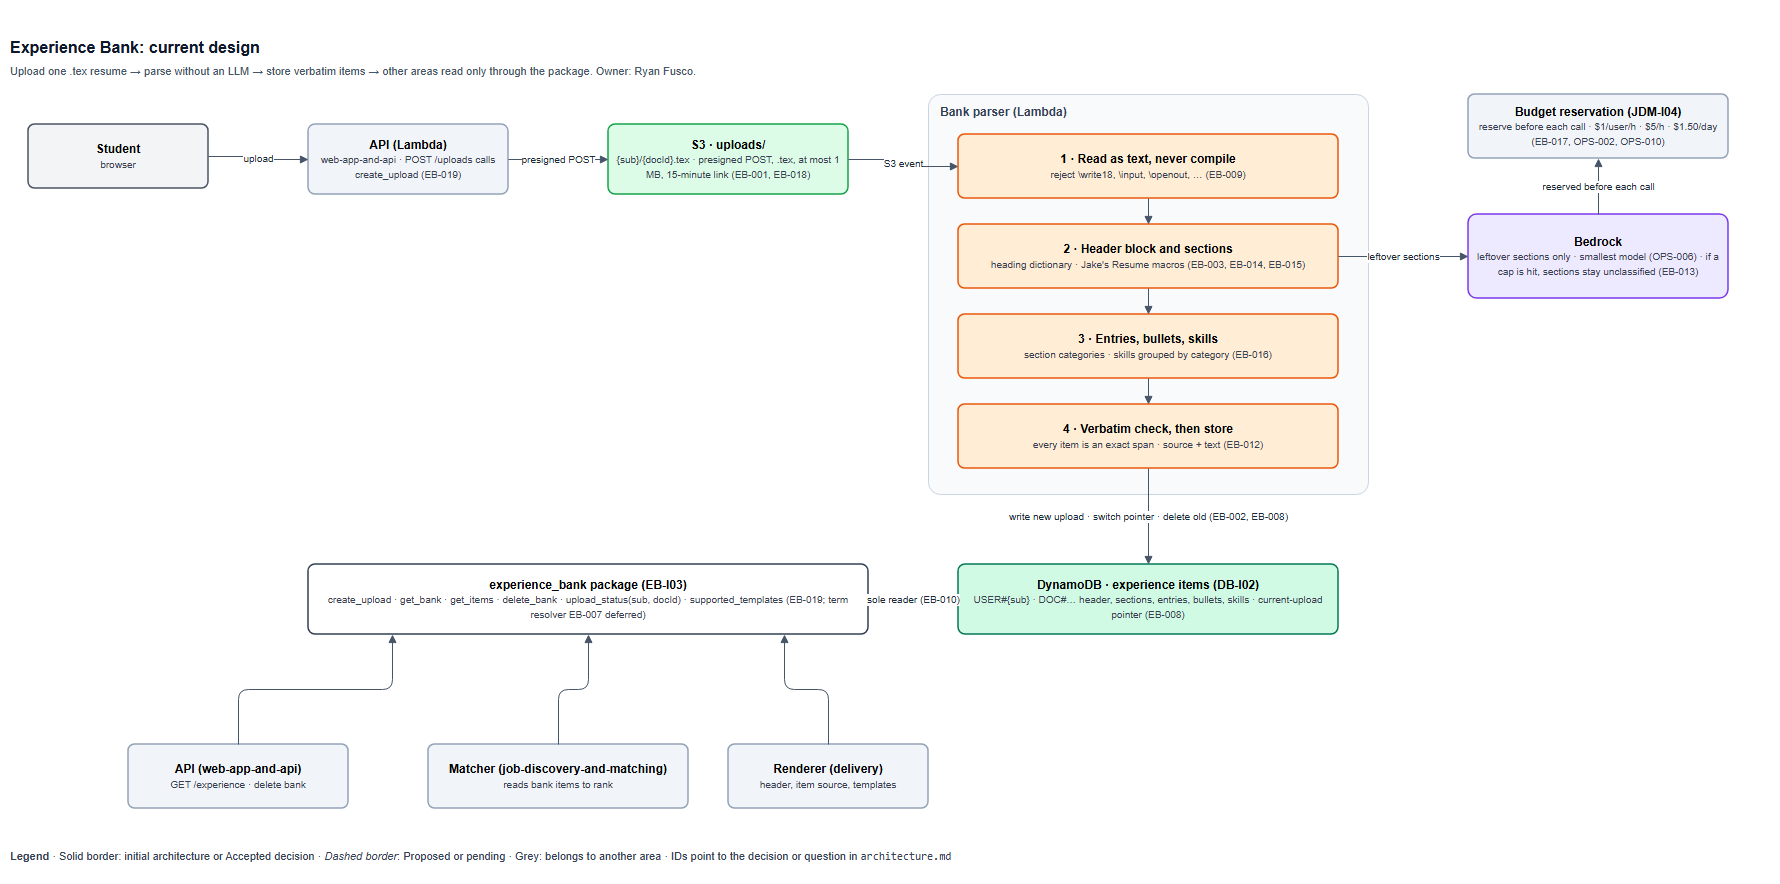 Experience Bank: current design
Upload one .tex resume → parse without an LLM → store verbatim items → other areas read only through the package. Owner: Ryan Fusco.
Student
browser
upload
API (Lambda)
web-app-and-api · POST /uploads calls
create_upload (EB-019)
presigned POST
S3 · uploads/
{sub}/{docId}.tex · presigned POST, .tex, at most 1
MB, 15-minute link (EB-001, EB-018)
S3 event
Bank parser (Lambda)
1 · Read as text, never compile
reject \write18, \input, \openout, ... (EB-009)
2 · Header block and sections
heading dictionary · Jake's Resume macros (EB-003, EB-014, EB-015)
3 · Entries, bullets, skills
section categories · skills grouped by category (EB-016)
4 · Verbatim check, then store
every item is an exact span · source + text (EB-012)
leftover sections
Budget reservation (JDM-I04)
reserve before each call · $1/user/h · $5/h · $1.50/day
(EB-017, OPS-002, OPS-010)
reserved before each call
Bedrock
leftover sections only · smallest model (OPS-006) · if a
cap is hit, sections stay unclassified (EB-013)
write new upload · switch pointer · delete old (EB-002, EB-008)
experience_bank package (EB-I03)
create_upload · get_bank · get_items · delete_bank · upload_status(sub, docId) · supported_templates (EB-019; term
resolver EB-007 deferred)
sole reader (EB-010)
DynamoDB · experience items (DB-I02)
USER#{sub} · DOC#... header, sections, entries, bullets, skills · current-upload
pointer (EB-008)
API (web-app-and-api)
GET /experience · delete bank
Matcher (job-discovery-and-matching)
reads bank items to rank
Renderer (delivery)
header, item source, templates
Legend · Solid border: initial architecture or Accepted decision · Dashed border: Proposed or pending · Grey: belongs to another area · IDs point to the decision or question in architecture.md